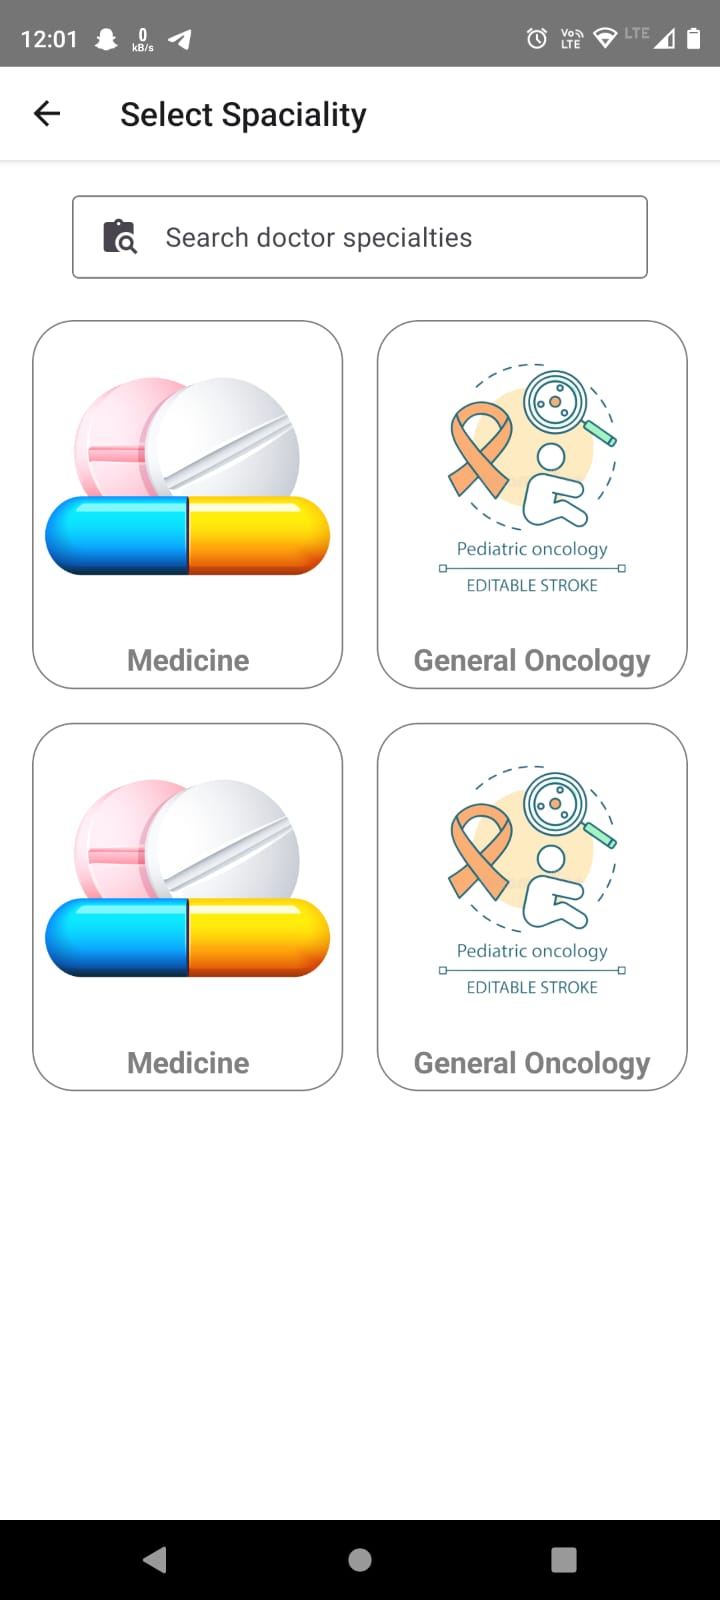 12:01 0 kB/s Vo LTE LTE
Select Spaciality
Search doctor specialties
Pediatric oncology
EDITABLE STROKE
Medicine General Oncology
Pediatric oncology
EDITABLE STROKE
Medicine General Oncology